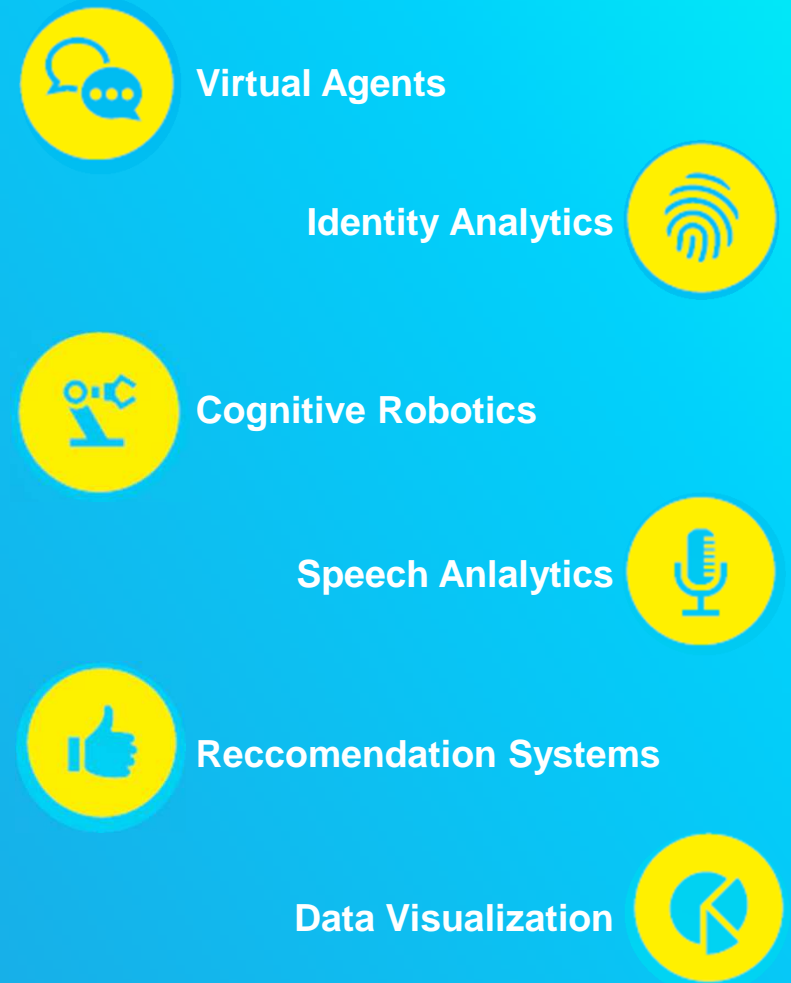 Virtual Agents
Identity Analytics
Cognitive Robotics
Speech Anlalytics
Reccomendation Systems
Data Visualization